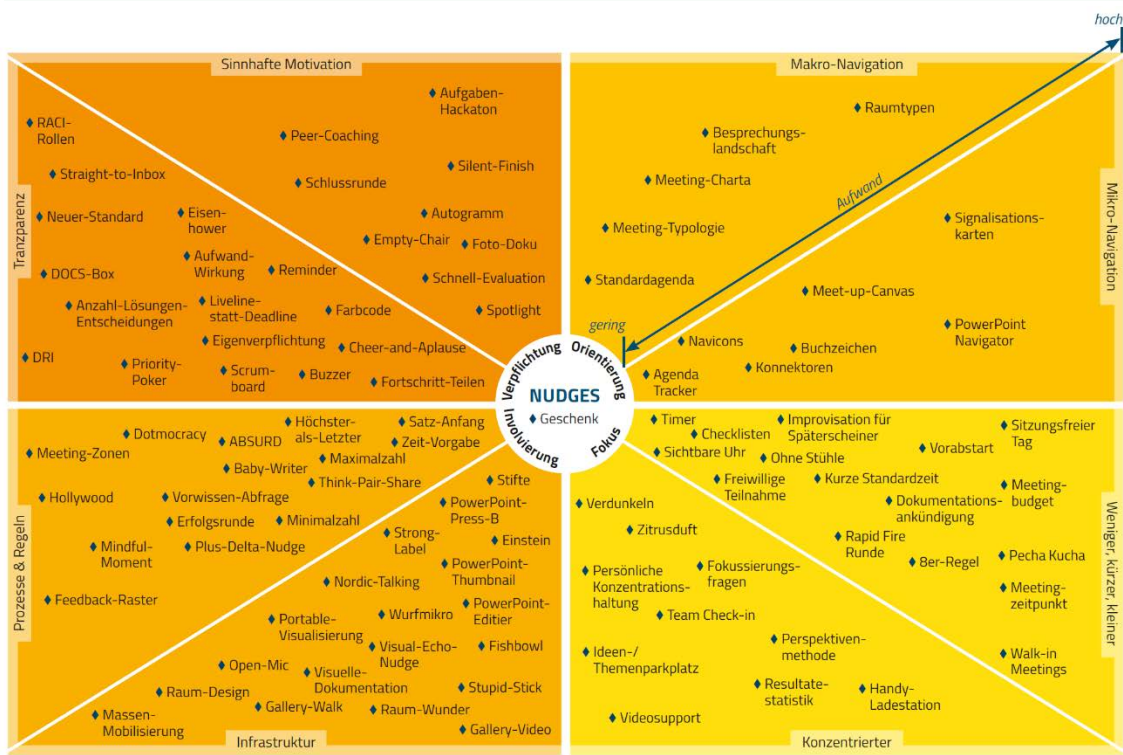 hoch
Sinnhafte Motivation
Makro-Navigation
Tranzparenz
Mikro-Navigation
Aufwand
gering
Aufgaben-
Hackaton
RACI-
Rollen
Peer-Coaching
Straight-to-Inbox
Silent-Finish
Schlussrunde
Neuer-Standard
Eisen-
hower
Autogramm
Empty-Chair
Foto-Doku
Aufwand-
Wirkung
DOCS-Box
Reminder
Schnell-Evaluation
Anzahl-Lösungen-
Entscheidungen
Liveline-
statt-Deadline
Farbcode
Spotlight
Eigenverpflichtung
Cheer-and-Aplause
DRI
Priority-
Poker
Scrum-
board
Buzzer
Fortschritt-Teilen
Raumtypen
Besprechungs-
landschaft
Meeting-Charta
Signalisations-
karten
Meeting-Typologie
Standardagenda
Meet-up-Canvas
PowerPoint
Navigator
Navicons
Buchzeichen
Konnektoren
Agenda
Tracker
Verpflichtung
Orientierung
NUDGES
Geschenk
Involvierung
Fokus
Prozesse & Regeln
Infrastruktur
Höchster-
als-Letzter
Satz-Anfang
Dotmocracy
ABSURD
Zeit-Vorgabe
Meeting-Zonen
Maximalzahl
Baby-Writer
Think-Pair-Share
Stifte
Hollywood
Vorwissen-Abfrage
PowerPoint-
Press-B
Erfolgsrunde
Minimalzahl
Strong-
Label
Einstein
Mindful-
Moment
Plus-Delta-Nudge
PowerPoint-
Thumbnail
Nordic-Talking
Feedback-Raster
PowerPoint-
Editier
Wurfmikro
Portable-
Visualisierung
Visual-Echo-
Nudge
Fishbowl
Open-Mic
Visuelle-
Dokumentation
Stupid-Stick
Raum-Design
Gallery-Walk
Raum-Wunder
Massen-
Mobilisierung
Gallery-Video
Weniger, kürzer, kleiner
Konzentrierter
Timer
Improvisation für
Späterscheiner
Sitzungsfreier
Tag
Checklisten
Vorabstart
Sichtbare Uhr
Ohne Stühle
Freiwillige
Teilnahme
Kurze Standardzeit
Meeting-
budget
Verdunkeln
Dokumentations-
ankündigung
Zitrusduft
Rapid Fire
Runde
Pecha Kucha
8er-Regel
Fokussierungs-
fragen
Persönliche
Konzentrations-
haltung
Meeting-
zeitpunkt
Team Check-in
Perspektiven-
methode
Ideen-/
Themenparkplatz
Walk-in
Meetings
Resultate-
statistik
Handy-
Ladestation
Videosupport